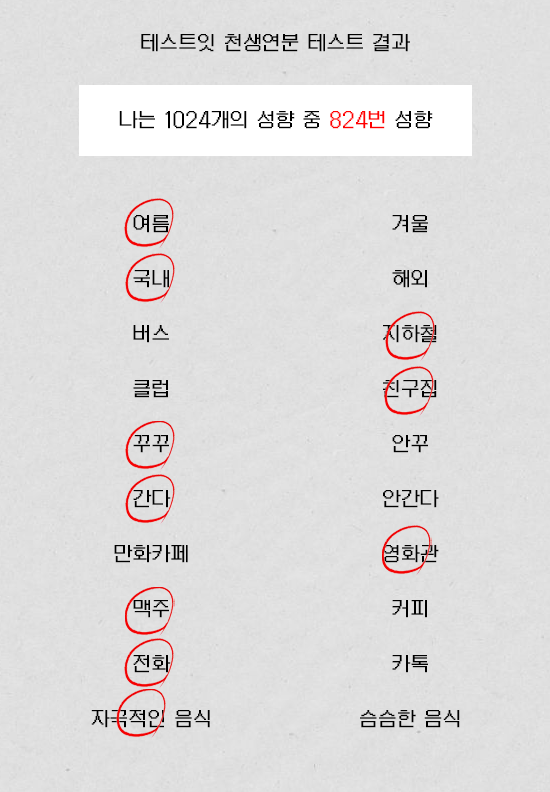 테스트잇 천생연분 테스트 결과
나는 1024개의 성향 중 824번 성향
여름 겨울
국내 해외
버스 지하철
클럽 친구집
꾸꾸 안꾸
간다 안간다
만화카페 영화관
맥주 커피
전화 카톡
자극적인 음식 슴슴한 음식